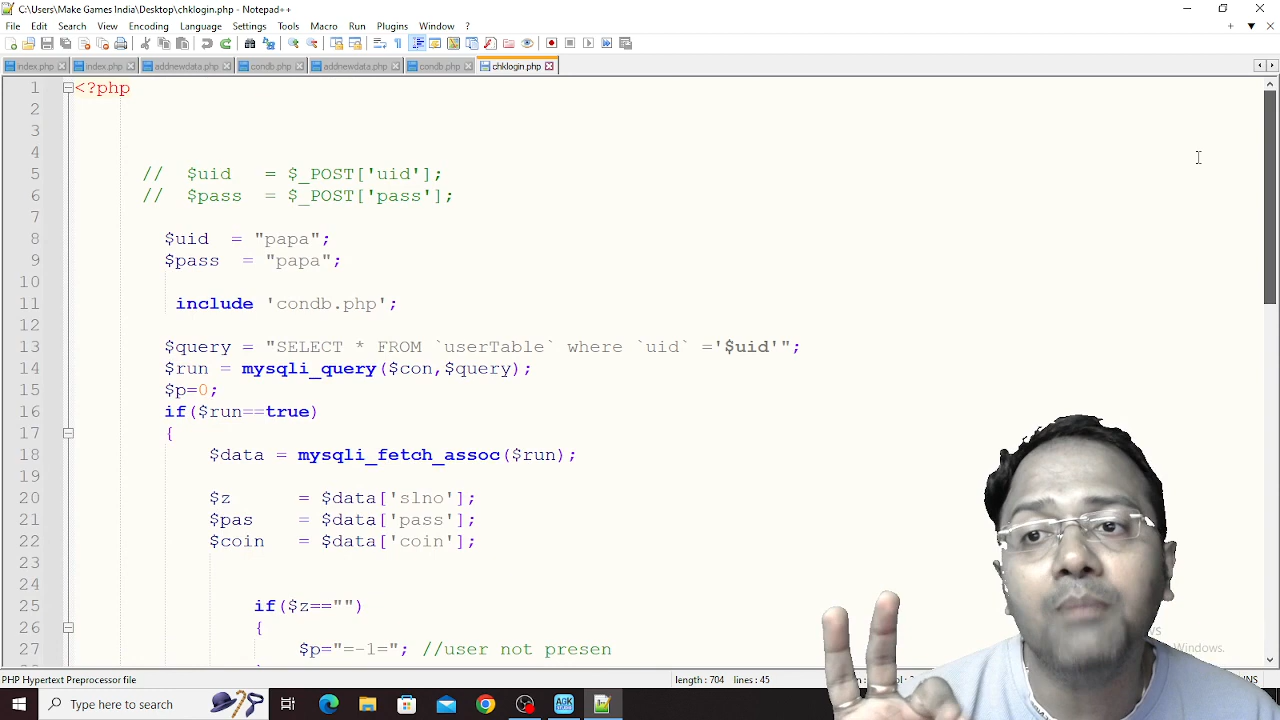 C:\Users\Make Games India\Desktop\chklogin.php - Notepad++
File Edit Search View Encoding Language Settings Tools Macro Run Plugins Window ?
index.php index.php addnewdata.php condb.php addnewdata.php condb.php chklogin.php
1 <?php
2
3
4
5 // $uid = $_POST['uid'];
6 // $pass = $_POST['pass'];
7
8 $uid = "papa";
9 $pass = "papa";
10
11 include 'condb.php';
12
13 $query = "SELECT * FROM `userTable` where `uid` ='$uid'";
14 $run = mysqli_query($con,$query);
15 $p=0;
16 if($run==true)
17 {
18 $data = mysqli_fetch_assoc($run);
19
20 $z = $data['slno'];
21 $pas = $data['pass'];
22 $coin = $data['coin'];
23
24
25 if($z=="")
26 {
27 $p="=-1="; //user not presen
Windows.
PHP Hypertext Preprocessor file length : 704 lines : 45 INS
Type here to search